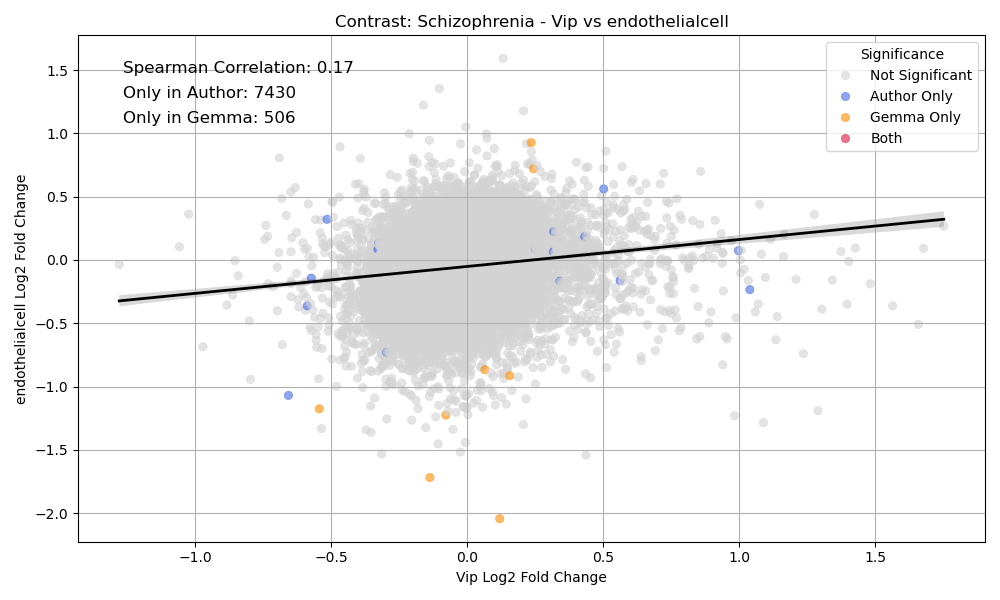 Contrast: Schizophrenia - Vip vs endothelialcell
Spearman Correlation: 0.17
Only in Author: 7430
Only in Gemma: 506
Significance
Not Significant
Author Only
Gemma Only
Both
endothelialcell Log2 Fold Change
1.5
1.0
0.5
0.0
−0.5
−1.0
−1.5
−2.0
−1.0
−0.5
0.0
0.5
1.0
1.5
Vip Log2 Fold Change